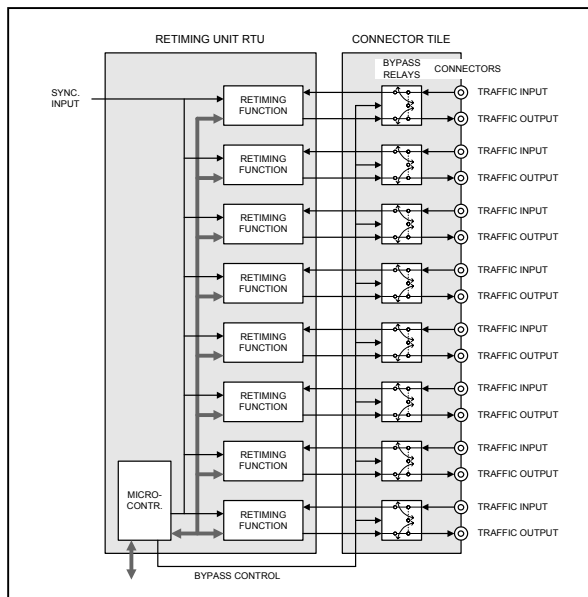 RETIMING UNIT RTU
CONNECTOR TILE
BYPASS
RELAYS
CONNECTORS
SYNC.
INPUT
RETIMING
FUNCTION
TRAFFIC INPUT
TRAFFIC OUTPUT
RETIMING
FUNCTION
TRAFFIC INPUT
TRAFFIC OUTPUT
RETIMING
FUNCTION
TRAFFIC INPUT
TRAFFIC OUTPUT
RETIMING
FUNCTION
TRAFFIC INPUT
TRAFFIC OUTPUT
RETIMING
FUNCTION
TRAFFIC INPUT
TRAFFIC OUTPUT
RETIMING
FUNCTION
TRAFFIC INPUT
TRAFFIC OUTPUT
RETIMING
FUNCTION
TRAFFIC INPUT
TRAFFIC OUTPUT
MICRO-
CONTR.
RETIMING
FUNCTION
TRAFFIC INPUT
TRAFFIC OUTPUT
BYPASS CONTROL